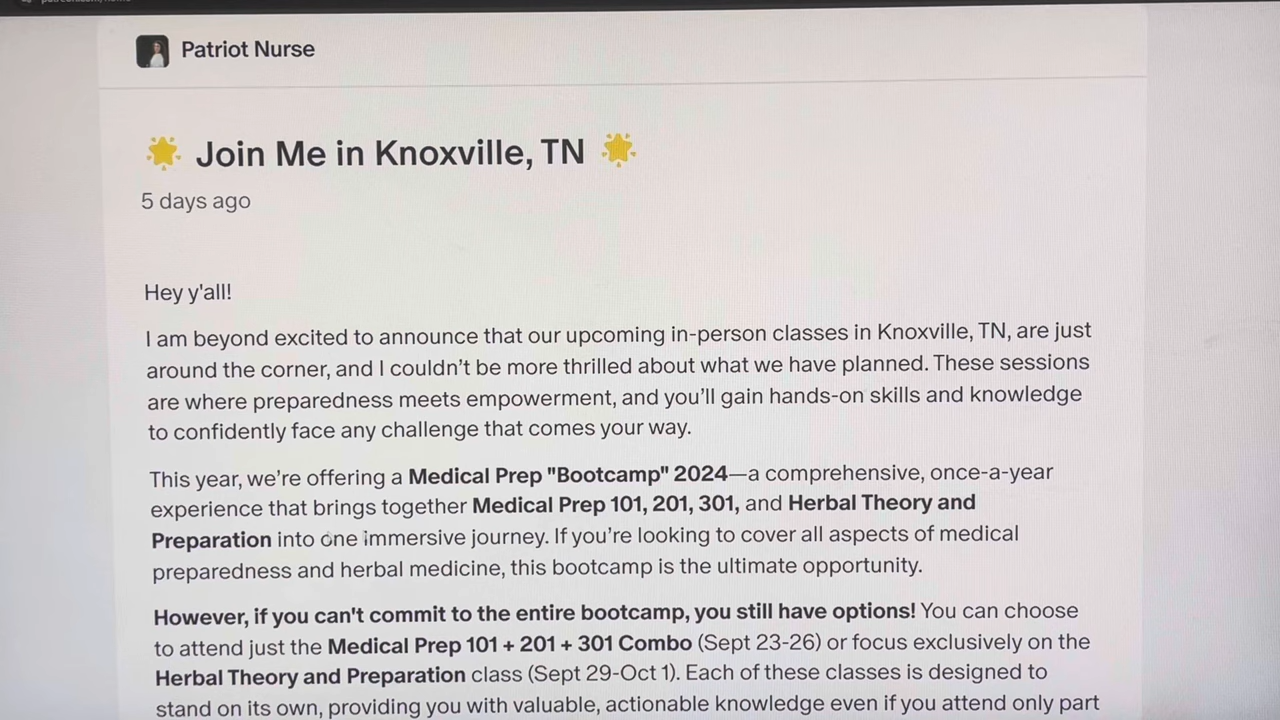 Patriot Nurse
🌟 Join Me in Knoxville, TN 🌟
5 days ago
Hey y'all!
I am beyond excited to announce that our upcoming in-person classes in Knoxville, TN, are just
around the corner, and I couldn't be more thrilled about what we have planned. These sessions
are where preparedness meets empowerment, and you'll gain hands-on skills and knowledge
to confidently face any challenge that comes your way.
This year, we're offering a Medical Prep "Bootcamp" 2024—a comprehensive, once-a-year
experience that brings together Medical Prep 101, 201, 301, and Herbal Theory and
Preparation into one immersive journey. If you're looking to cover all aspects of medical
preparedness and herbal medicine, this bootcamp is the ultimate opportunity.
However, if you can't commit to the entire bootcamp, you still have options! You can choose
to attend just the Medical Prep 101 + 201 + 301 Combo (Sept 23-26) or focus exclusively on the
Herbal Theory and Preparation class (Sept 29-Oct 1). Each of these classes is designed to
stand on its own, providing you with valuable, actionable knowledge even if you attend only part